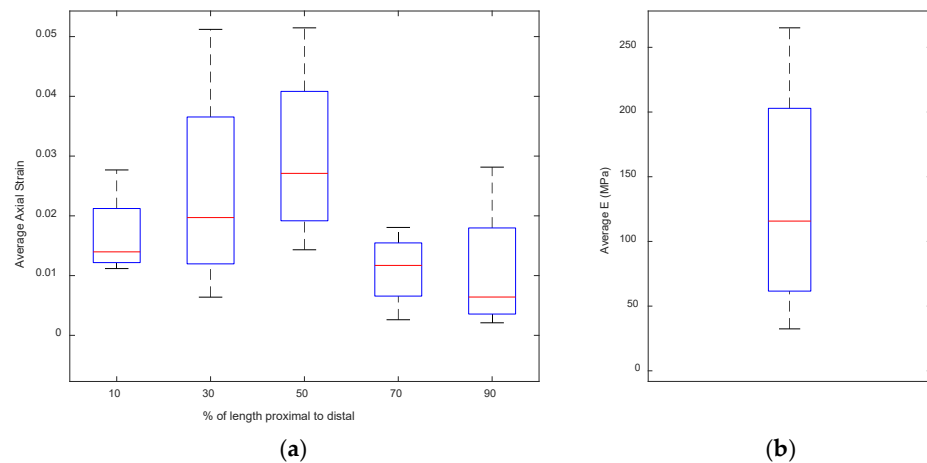 0.05
0.04
0.03
0.02
0.01
0
Average Axial Strain
10 30 50 70 90
% of length proximal to distal
(a)
250
200
150
100
50
0
Average E (MPa)
(b)